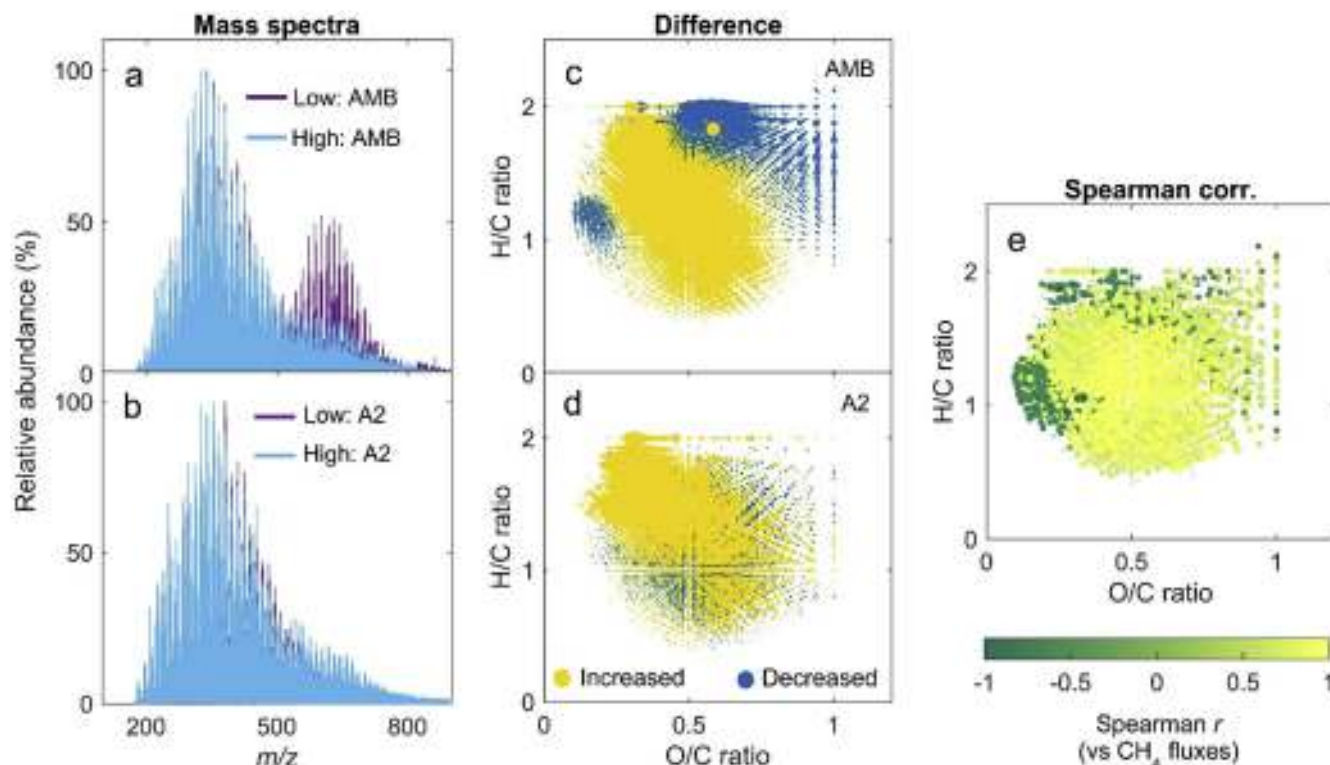 Mass spectra
Difference
a
Low: AMB
High: AMB
100
50
0
b
Low: A2
High: A2
100
50
0
Relative abundance (%)
200
500
800
m/z
c
AMB
2
1
0
H/C ratio
d
A2
2
1
0
H/C ratio
Increased
Decreased
0
0.5
1
O/C ratio
Spearman corr.
e
2
1
0
H/C ratio
0
0.5
1
O/C ratio
-1
-0.5
0
0.5
1
Spearman r
(vs CH₄ fluxes)